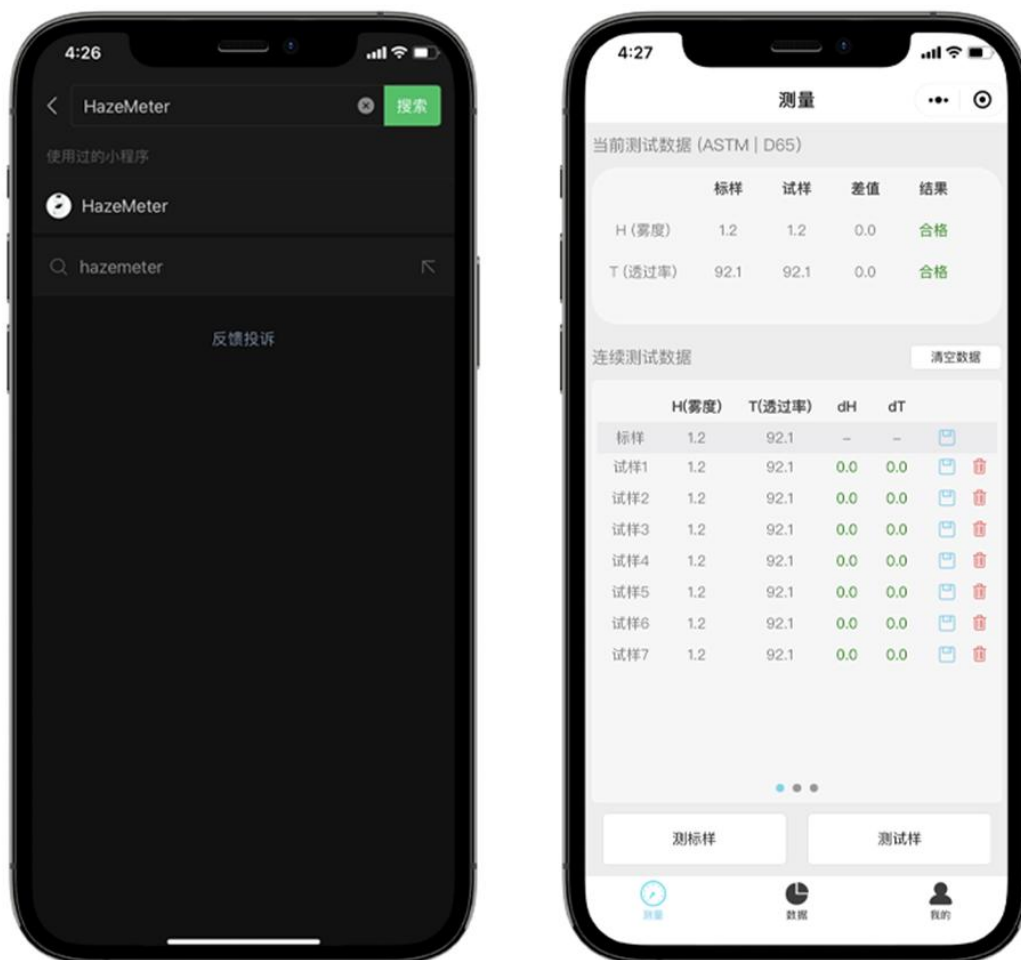 4:26
HazeMeter
搜索
使用过的小程序
HazeMeter
hazemeter
反馈投诉
4:27
测量
当前测试数据 (ASTM | D65)
标样 试样 差值 结果
H (雾度) 1.2 1.2 0.0 合格
T (透过率) 92.1 92.1 0.0 合格
连续测试数据
清空数据
H(雾度) T(透过率) dH dT
标样 1.2 92.1 – –
试样1 1.2 92.1 0.0 0.0
试样2 1.2 92.1 0.0 0.0
试样3 1.2 92.1 0.0 0.0
试样4 1.2 92.1 0.0 0.0
试样5 1.2 92.1 0.0 0.0
试样6 1.2 92.1 0.0 0.0
试样7 1.2 92.1 0.0 0.0
测标样 测试样
测量 数据 我的